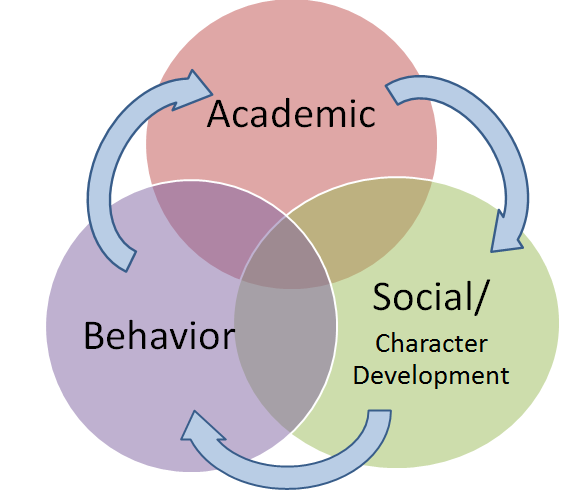 Academic
Behavior
Social/
Character
Development